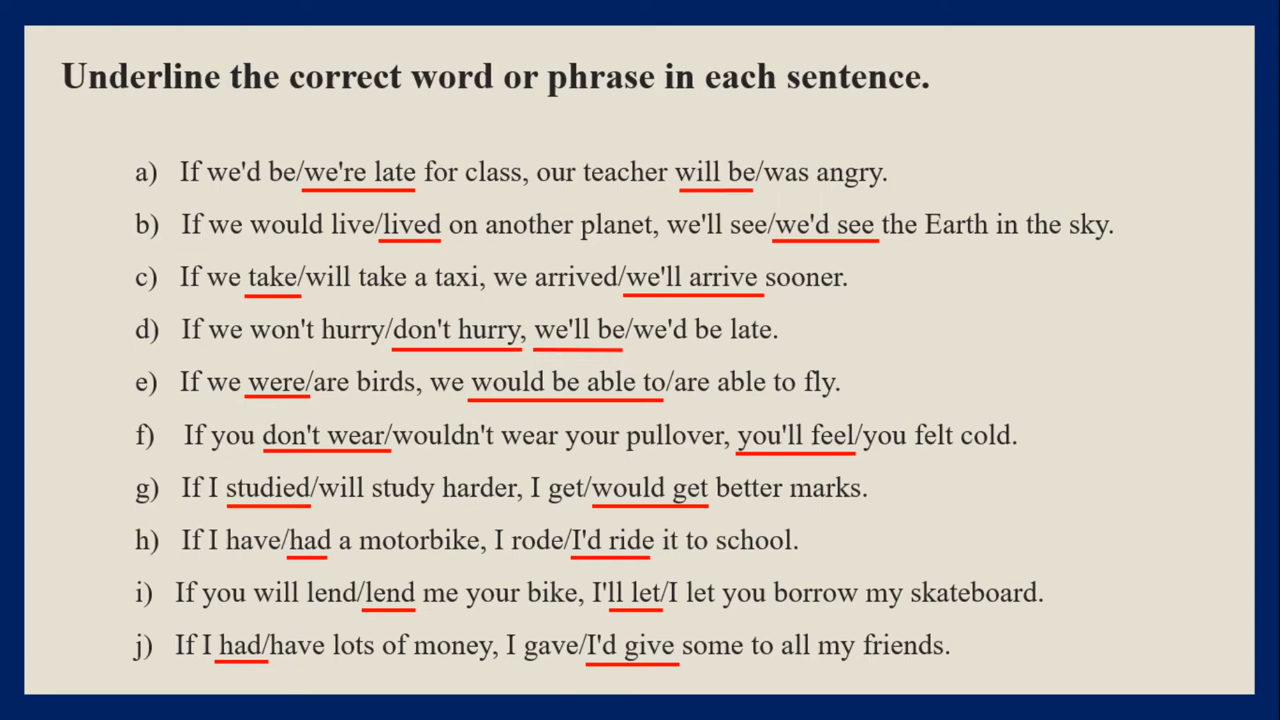 Underline the correct word or phrase in each sentence.
a) If we'd be/we're late for class, our teacher will be/was angry.
b) If we would live/lived on another planet, we'll see/we'd see the Earth in the sky.
c) If we take/will take a taxi, we arrived/we'll arrive sooner.
d) If we won't hurry/don't hurry, we'll be/we'd be late.
e) If we were/are birds, we would be able to/are able to fly.
f) If you don't wear/wouldn't wear your pullover, you'll feel/you felt cold.
g) If I studied/will study harder, I get/would get better marks.
h) If I have/had a motorbike, I rode/I'd ride it to school.
i) If you will lend/lend me your bike, I'll let/I let you borrow my skateboard.
j) If I had/have lots of money, I gave/I'd give some to all my friends.